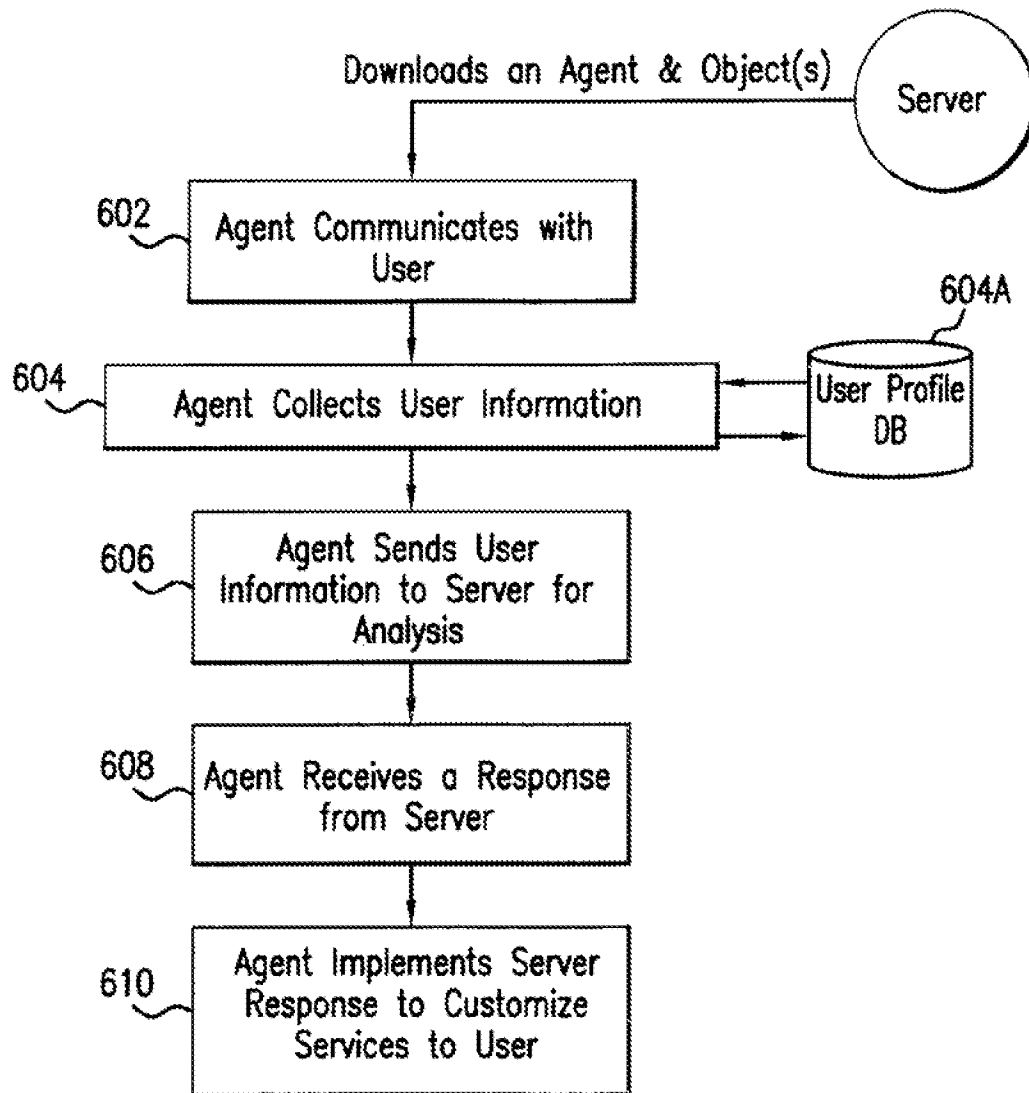 Downloads an Agent & Object(s)
Server
602
Agent Communicates with
User
604A
604
Agent Collects User Information
User Profile
DB
606
Agent Sends User
Information to Server for
Analysis
608
Agent Receives a Response
from Server
610
Agent Implements Server
Response to Customize
Services to User